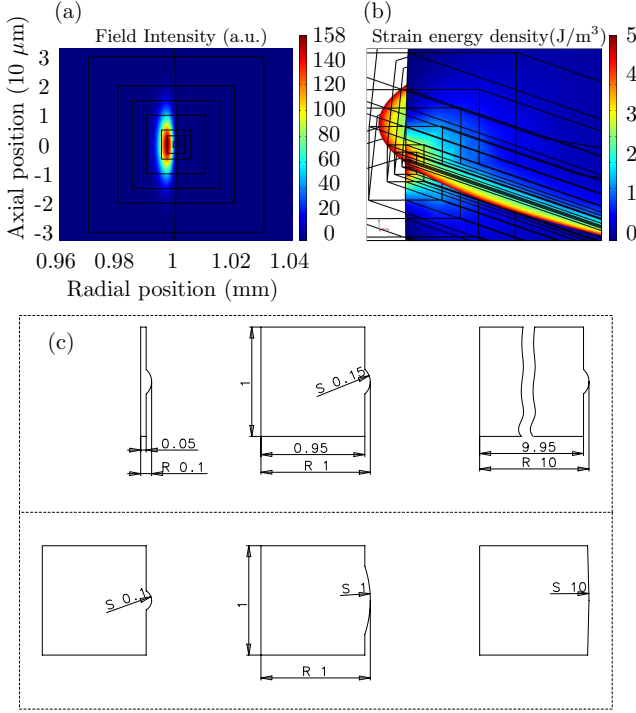 (a)
Field Intensity (a.u.)
Axial position (10 μm)
3
2
1
0
-1
-2
-3
0.96
0.98
1
1.02
1.04
Radial position (mm)
158
140
120
100
80
60
40
20
0
(b)
Strain energy density(J/m³)
5
4
3
2
1
0
(c)
0.05
R 0.1
1
S 0.15
0.95
R 1
9.95
R 10
S 0.1
1
S 1
R 1
S 10